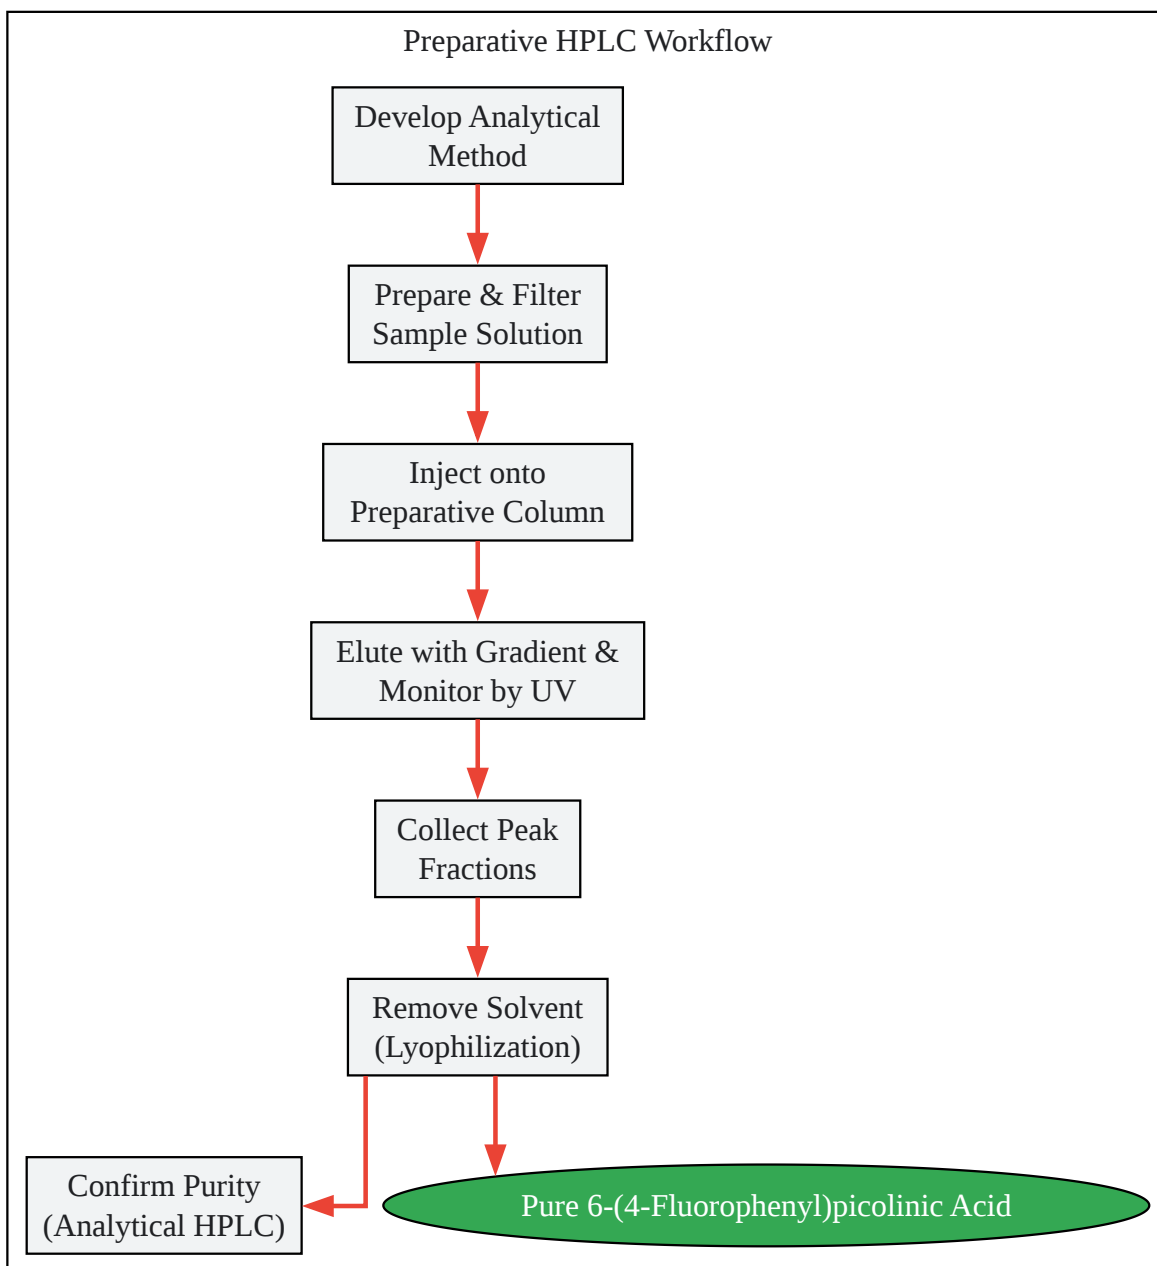 Preparative HPLC Workflow
Develop Analytical
Method
Prepare & Filter
Sample Solution
Inject onto
Preparative Column
Elute with Gradient &
Monitor by UV
Collect Peak
Fractions
Remove Solvent
(Lyophilization)
Confirm Purity
(Analytical HPLC)
Pure 6-(4-Fluorophenyl)picolinic Acid